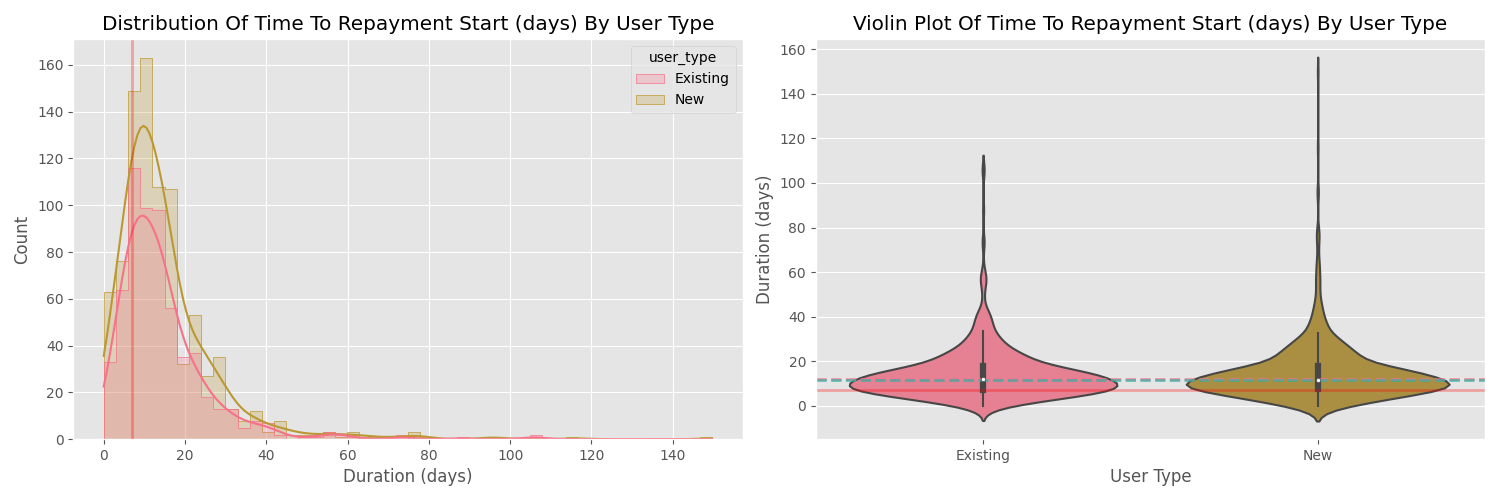 Distribution Of Time To Repayment Start (days) By User Type
160
140
120
100
80
60
40
20
0
Count
user_type
Existing
New
0 20 40 60 80 100 120 140
Duration (days)
Violin Plot Of Time To Repayment Start (days) By User Type
160
140
120
100
80
60
40
20
0
Duration (days)
Existing New
User Type